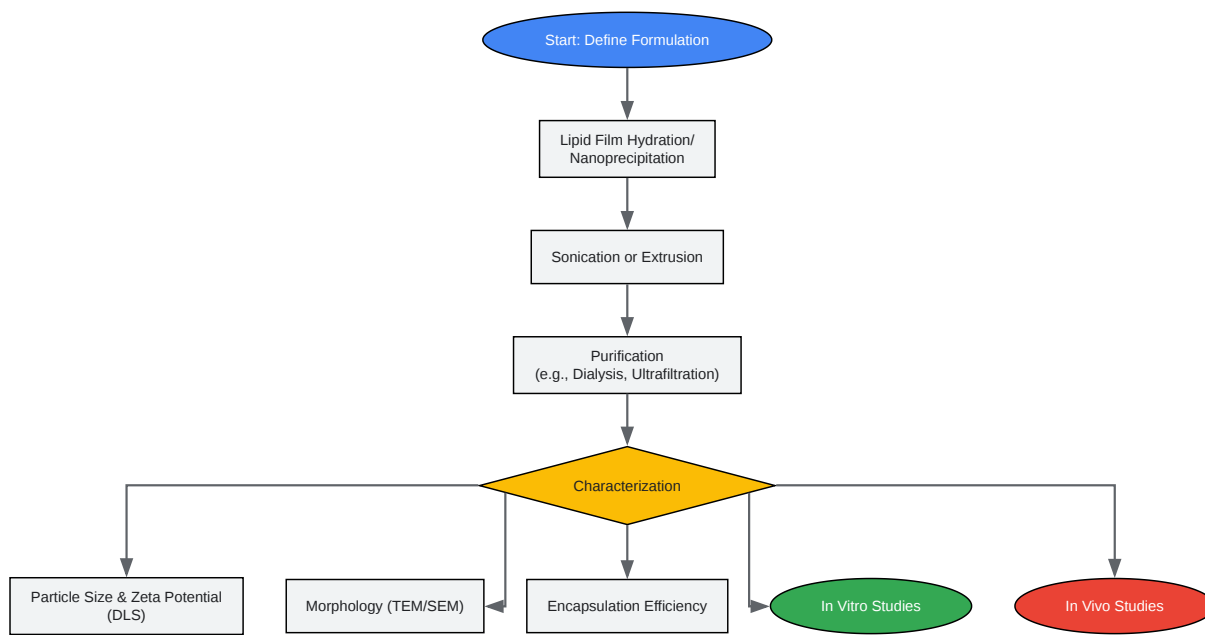 Start: Define Formulation
Lipid Film Hydration/
Nanoprecipitation
Sonication or Extrusion
Purification
(e.g., Dialysis, Ultrafiltration)
Characterization
Particle Size & Zeta Potential
(DLS)
Morphology (TEM/SEM)
Encapsulation Efficiency
In Vitro Studies
In Vivo Studies